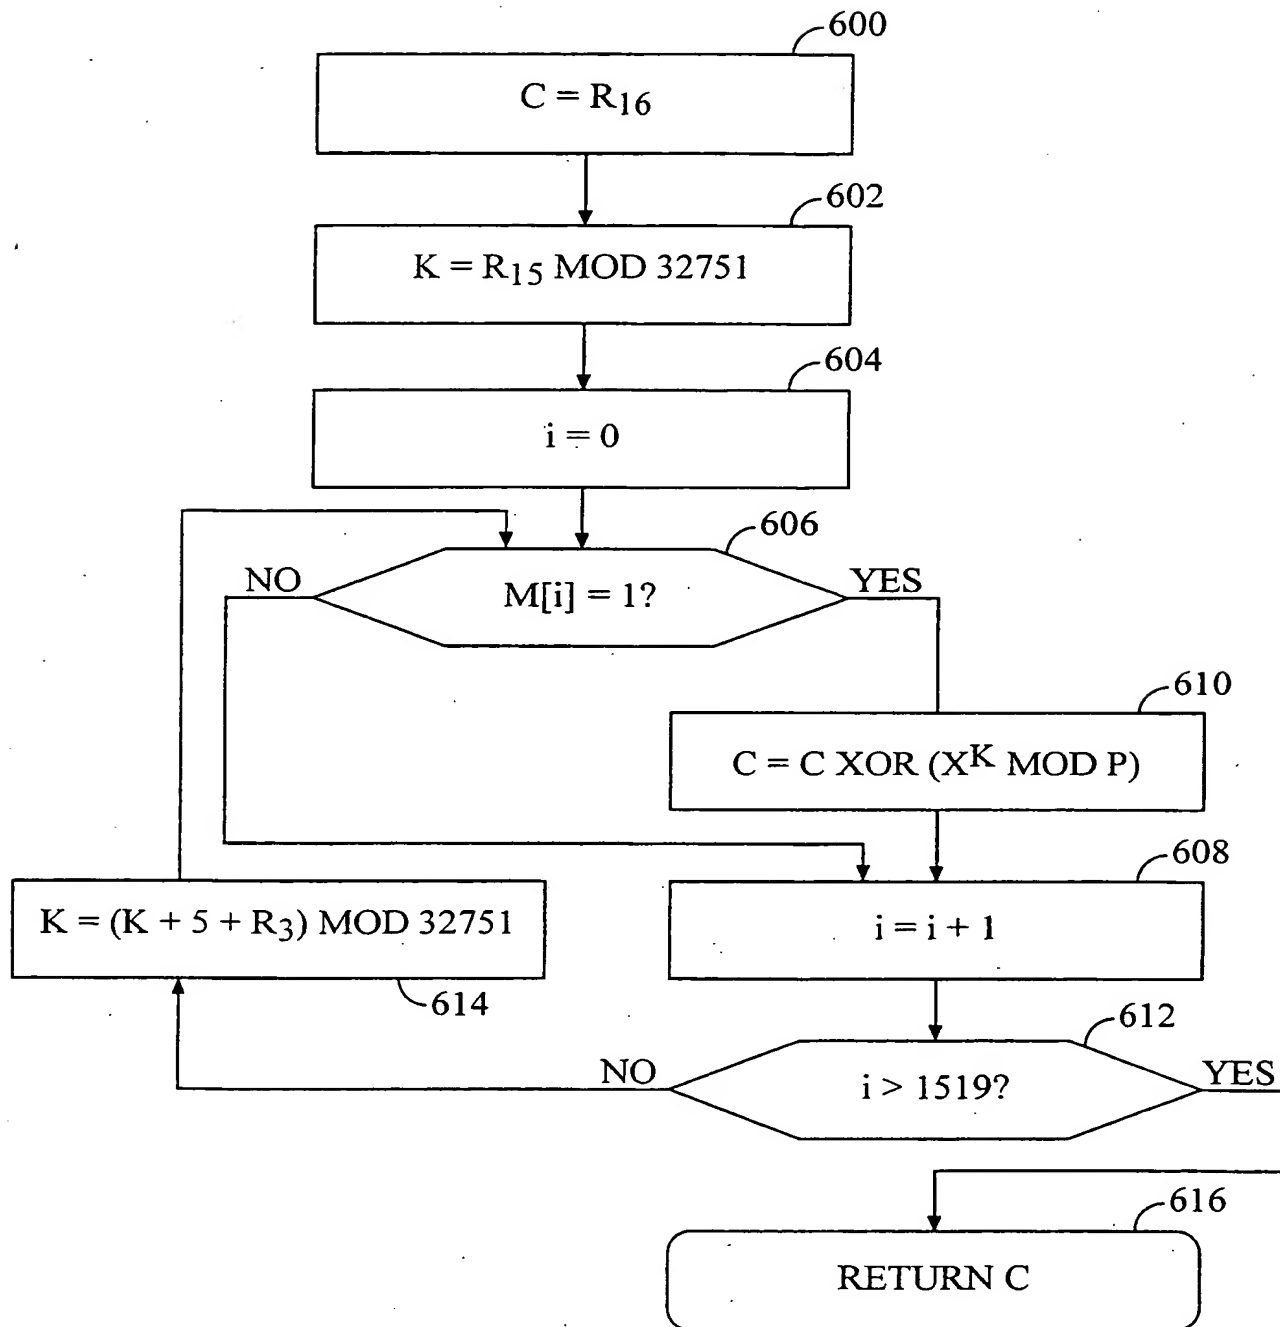 600
C = R16
602
K = R15 MOD 32751
604
i = 0
606
NO
YES
M[i] = 1?
610
C = C XOR (X^K MOD P)
608
K = (K + 5 + R3) MOD 32751
i = i + 1
614
612
NO
YES
i > 1519?
616
RETURN C